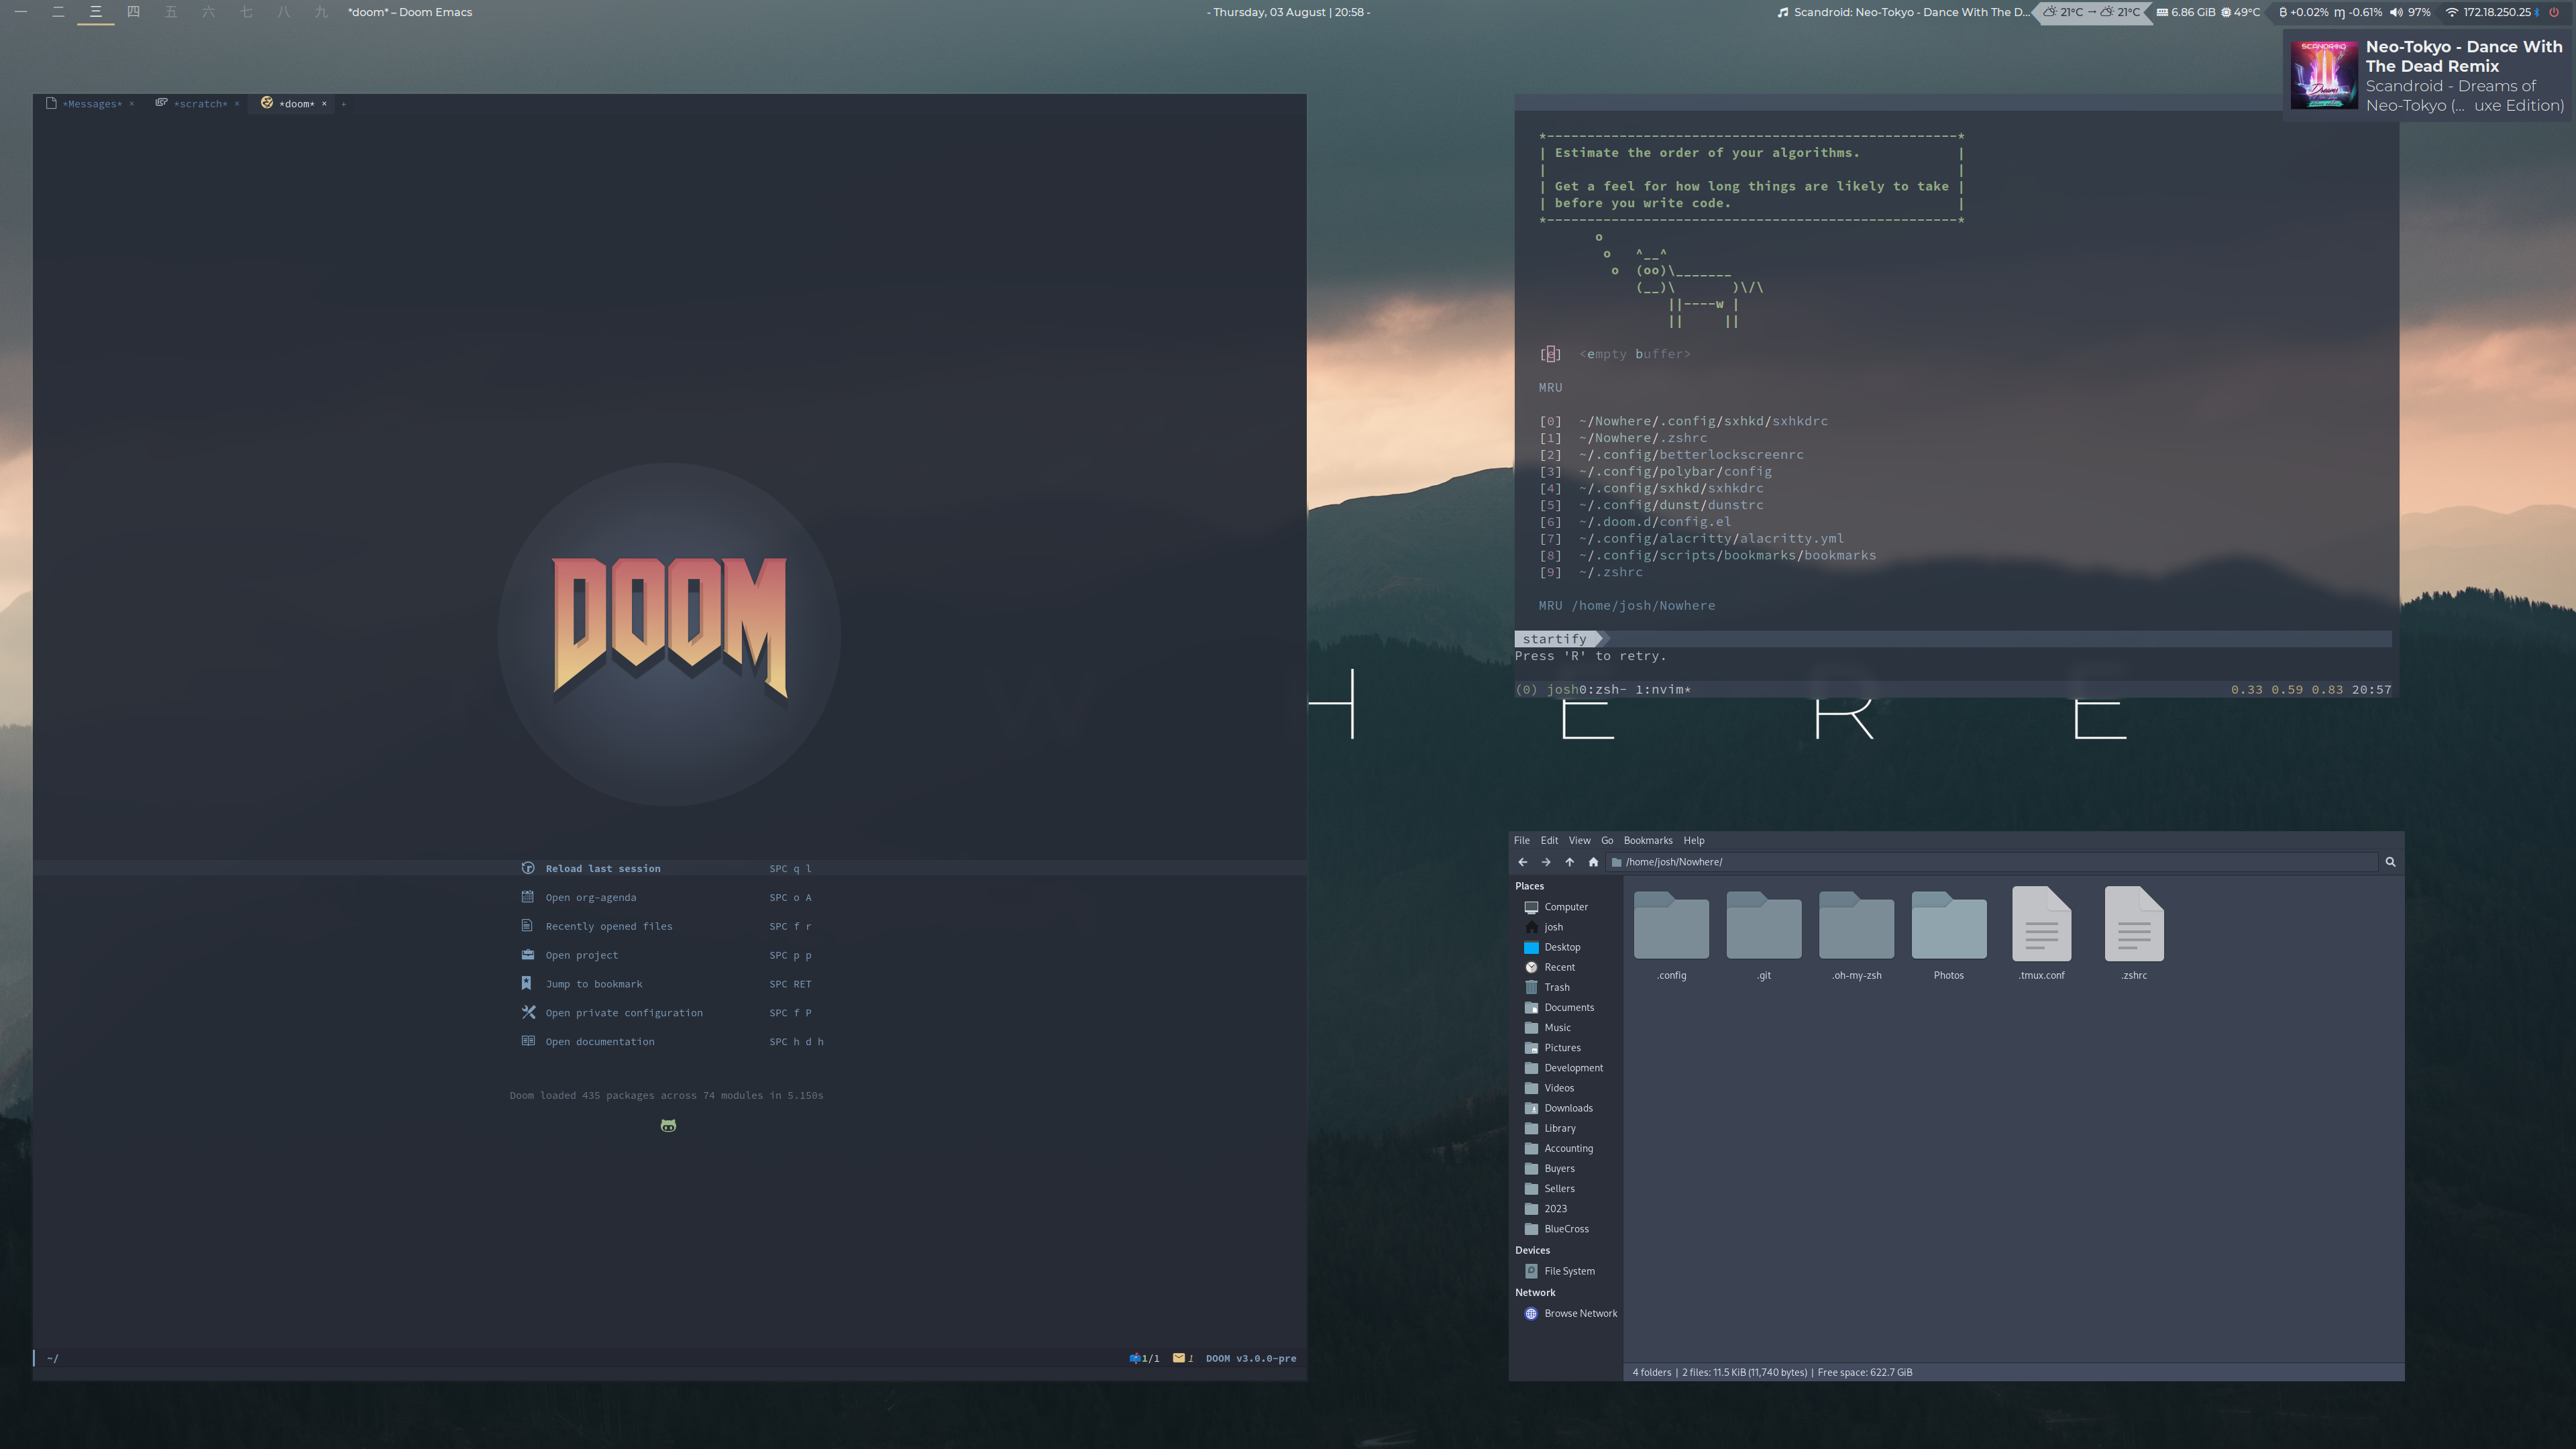 一 二 三 四 五 六 七 八 九 *doom* – Doom Emacs
- Thursday, 03 August | 20:58 -
Scandroid: Neo-Tokyo - Dance With The D... 21°C → 21°C 6.86 GiB 49°C +0.02% -0.61% 97% 172.18.250.25
Neo-Tokyo - Dance With
The Dead Remix
Scandroid - Dreams of
Neo-Tokyo (... uxe Edition)
SCANDROID
*Messages* × *scratch* × *doom* × +
DOOM
Reload last session SPC q l
Open org-agenda SPC o A
Recently opened files SPC f r
Open project SPC p p
Jump to bookmark SPC RET
Open private configuration SPC f P
Open documentation SPC h d h
Doom loaded 435 packages across 74 modules in 5.150s
~/ 1/1 1 DOOM v3.0.0-pre
*---------------------------------------------------*
| Estimate the order of your algorithms. |
| |
| Get a feel for how long things are likely to take |
| before you write code. |
*---------------------------------------------------*
o
o ^__^
o (oo)\_______
(__)\ )\/\
||----w |
|| ||
[e] <empty buffer>
MRU
[0] ~/Nowhere/.config/sxhkd/sxhkdrc
[1] ~/Nowhere/.zshrc
[2] ~/.config/betterlockscreenrc
[3] ~/.config/polybar/config
[4] ~/.config/sxhkd/sxhkdrc
[5] ~/.config/dunst/dunstrc
[6] ~/.doom.d/config.el
[7] ~/.config/alacritty/alacritty.yml
[8] ~/.config/scripts/bookmarks/bookmarks
[9] ~/.zshrc
MRU /home/josh/Nowhere
startify
Press 'R' to retry.
(0) josh0:zsh- 1:nvim* 0.33 0.59 0.83 20:57
H E R E
File Edit View Go Bookmarks Help
/home/josh/Nowhere/
Places
Computer
josh
Desktop
Recent
Trash
Documents
Music
Pictures
Development
Videos
Downloads
Library
Accounting
Buyers
Sellers
2023
BlueCross
Devices
File System
Network
Browse Network
.config .git .oh-my-zsh Photos .tmux.conf .zshrc
4 folders | 2 files: 11.5 KiB (11,740 bytes) | Free space: 622.7 GiB